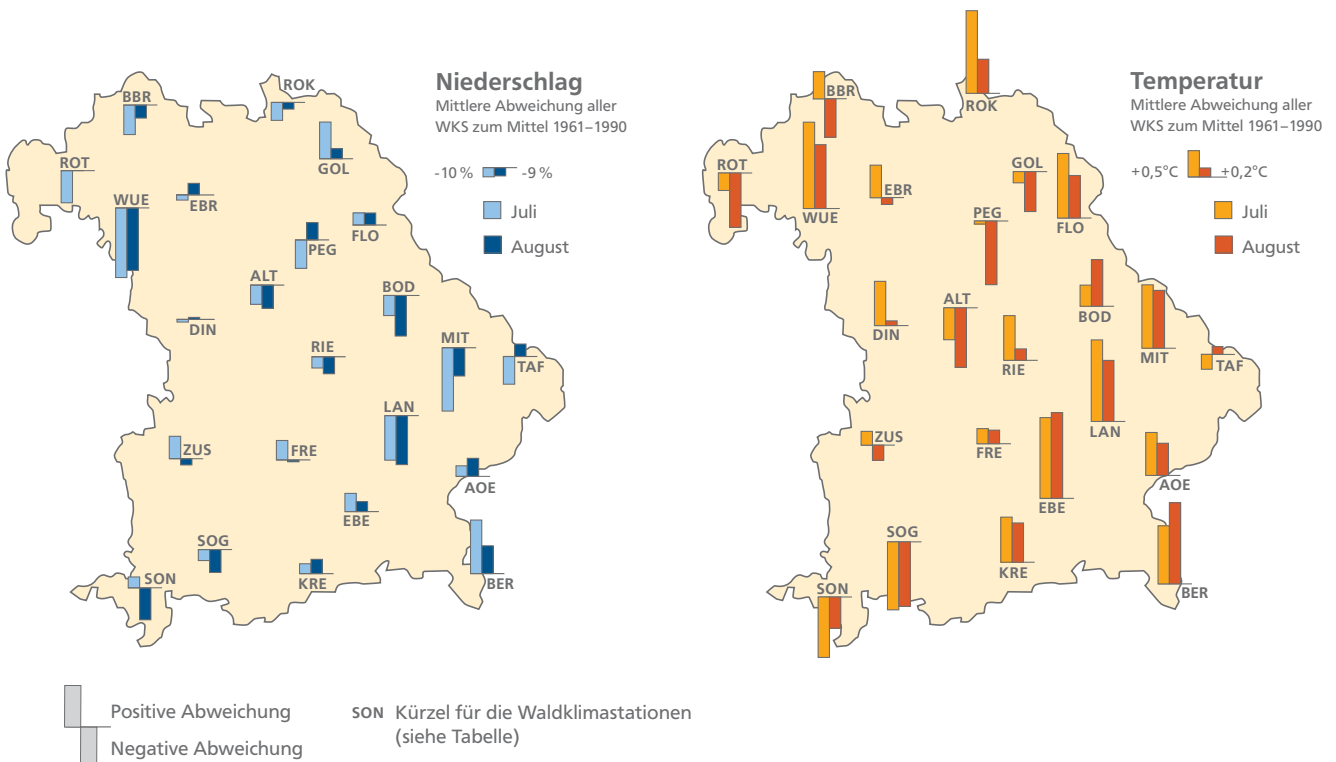 Niederschlag
Mittlere Abweichung aller
WKS zum Mittel 1961–1990
-10 % -9 %
Juli
August
ROK
BBR
GOL
ROT
EBR
WUE
FLO
PEG
ALT
BOD
DIN
MIT
RIE
TAF
LAN
ZUS
FRE
AOE
EBE
SOG
SON
KRE
BER
Temperatur
Mittlere Abweichung aller
WKS zum Mittel 1961–1990
+0,5°C +0,2°C
Juli
August
BBR
ROK
ROT
GOL
EBR
WUE
PEG
FLO
ALT
BOD
DIN
MIT
RIE
TAF
LAN
ZUS
FRE
AOE
EBE
SOG
KRE
SON
BER
Positive Abweichung
Negative Abweichung
SON Kürzel für die Waldklimastationen
(siehe Tabelle)